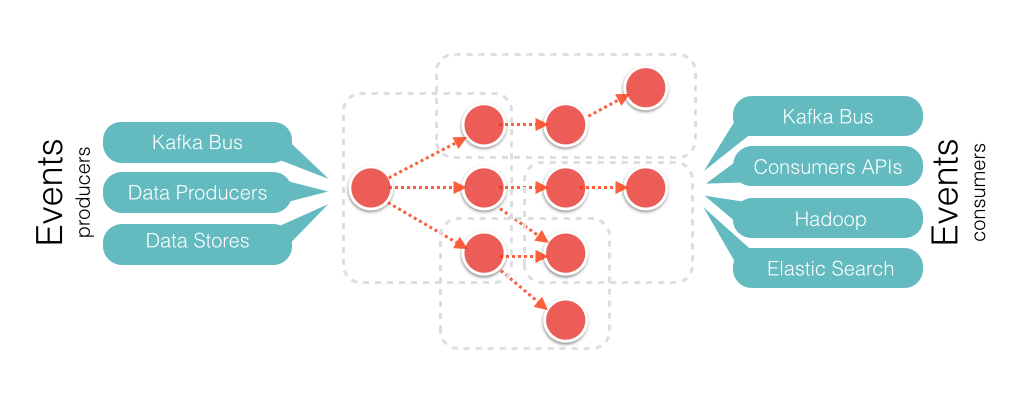 Events
producers
Kafka Bus
Data Producers
Data Stores
Kafka Bus
Consumers APIs
Hadoop
Elastic Search
Events
consumers